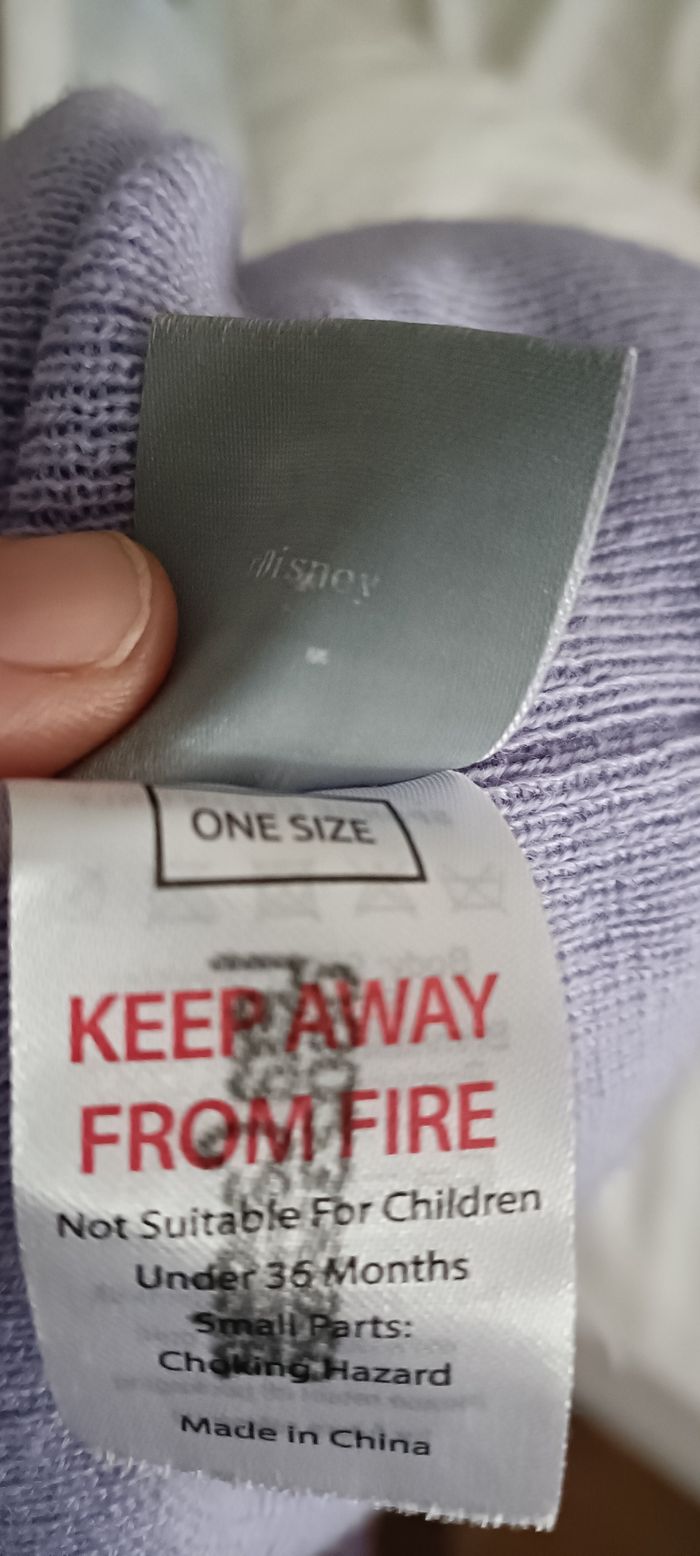 Disney
ONE SIZE
KEEP AWAY
FROM FIRE
Not Suitable For Children
Under 36 Months
Small Parts:
Choking Hazard
Made in China